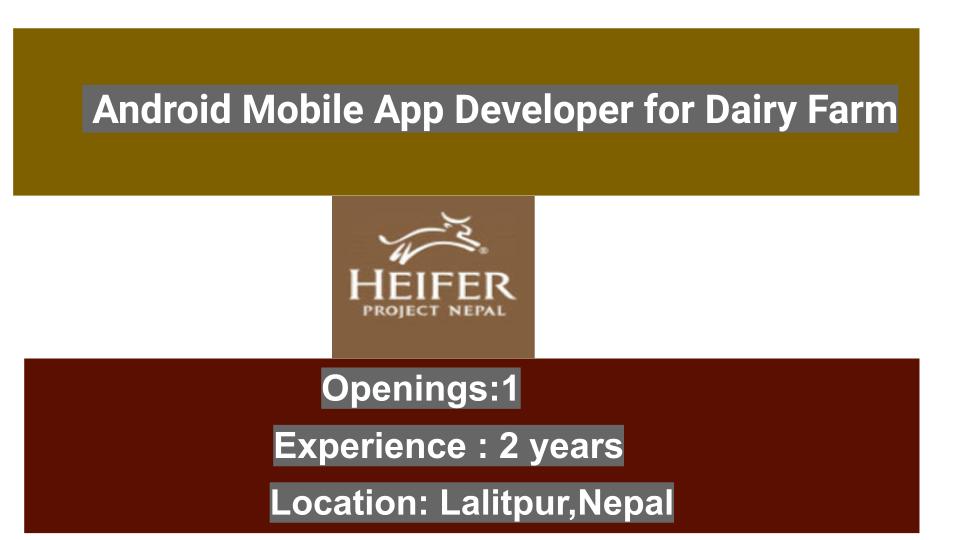 Android Mobile App Developer for Dairy Farm
®
HEIFER
PROJECT NEPAL
Openings:1
Experience : 2 years
Location: Lalitpur,Nepal